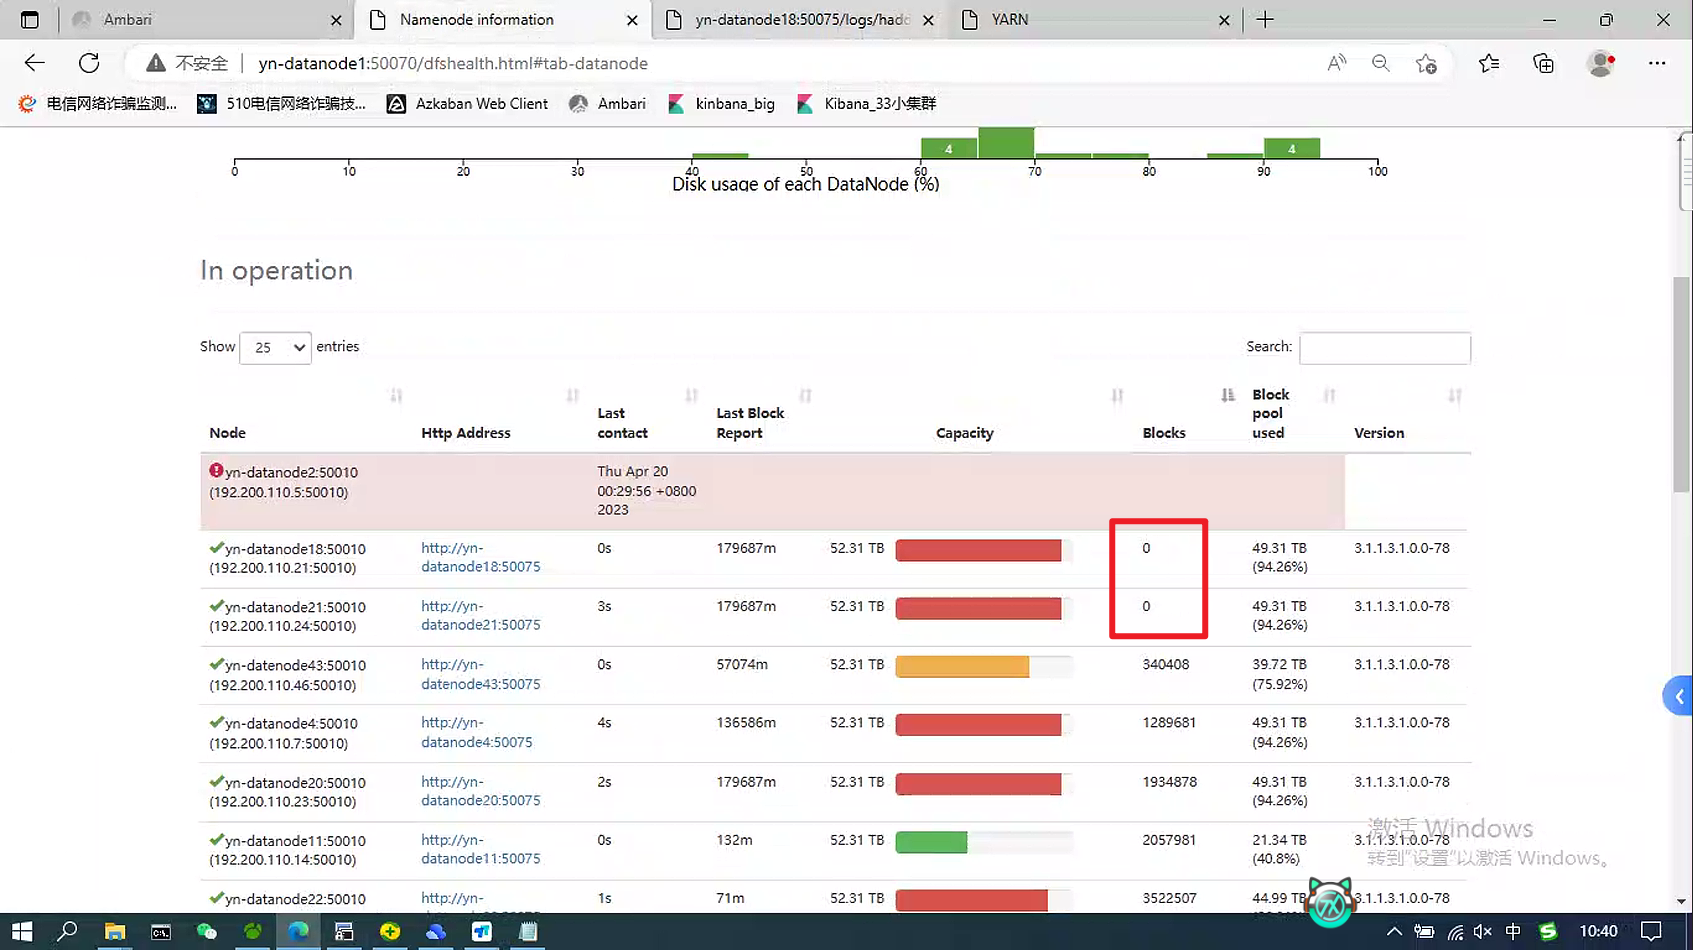 Ambari
Namenode information
yn-datanode18:50075/logs/hado
YARN
不安全
yn-datanode1:50070/dfshealth.html#tab-datanode
电信网络诈骗监测...
510电信网络诈骗技...
Azkaban Web Client
Ambari
kinbana_big
Kibana_33小集群
4
4
0 10 20 30 40 50 60 70 80 90 100
Disk usage of each DataNode (%)
In operation
Show 25 entries
Search:
Node Http Address Last contact Last Block Report Capacity Blocks Block pool used Version
yn-datanode2:50010 Thu Apr 20
(192.200.110.5:50010) 00:29:56 +0800
2023
yn-datanode18:50010 http://yn- 0s 179687m 52.31 TB 0 49.31 TB 3.1.1.3.1.0.0-78
(192.200.110.21:50010) datanode18:50075 (94.26%)
yn-datanode21:50010 http://yn- 3s 179687m 52.31 TB 0 49.31 TB 3.1.1.3.1.0.0-78
(192.200.110.24:50010) datanode21:50075 (94.26%)
yn-datenode43:50010 http://yn- 0s 57074m 52.31 TB 340408 39.72 TB 3.1.1.3.1.0.0-78
(192.200.110.46:50010) datenode43:50075 (75.92%)
yn-datanode4:50010 http://yn- 4s 136586m 52.31 TB 1289681 49.31 TB 3.1.1.3.1.0.0-78
(192.200.110.7:50010) datanode4:50075 (94.26%)
yn-datanode20:50010 http://yn- 2s 179687m 52.31 TB 1934878 49.31 TB 3.1.1.3.1.0.0-78
(192.200.110.23:50010) datanode20:50075 (94.26%)
yn-datanode11:50010 http://yn- 0s 132m 52.31 TB 2057981 21.34 TB 3.1.1.3.1.0.0-78
(192.200.110.14:50010) datanode11:50075 (40.8%)
yn-datanode22:50010 http://yn- 1s 71m 52.31 TB 3522507 44.99 TB 3.1.1.3.1.0.0-78
激活 Windows
转到"设置"以激活 Windows。
7X
中
10:40